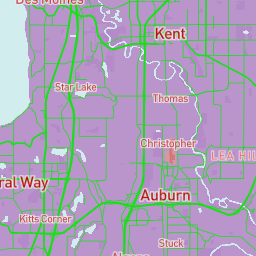 Des Moines
Kent
Star Lake
Thomas
Christopher
LEA HIL
ral Way
Auburn
Kitts Corner
Stuck